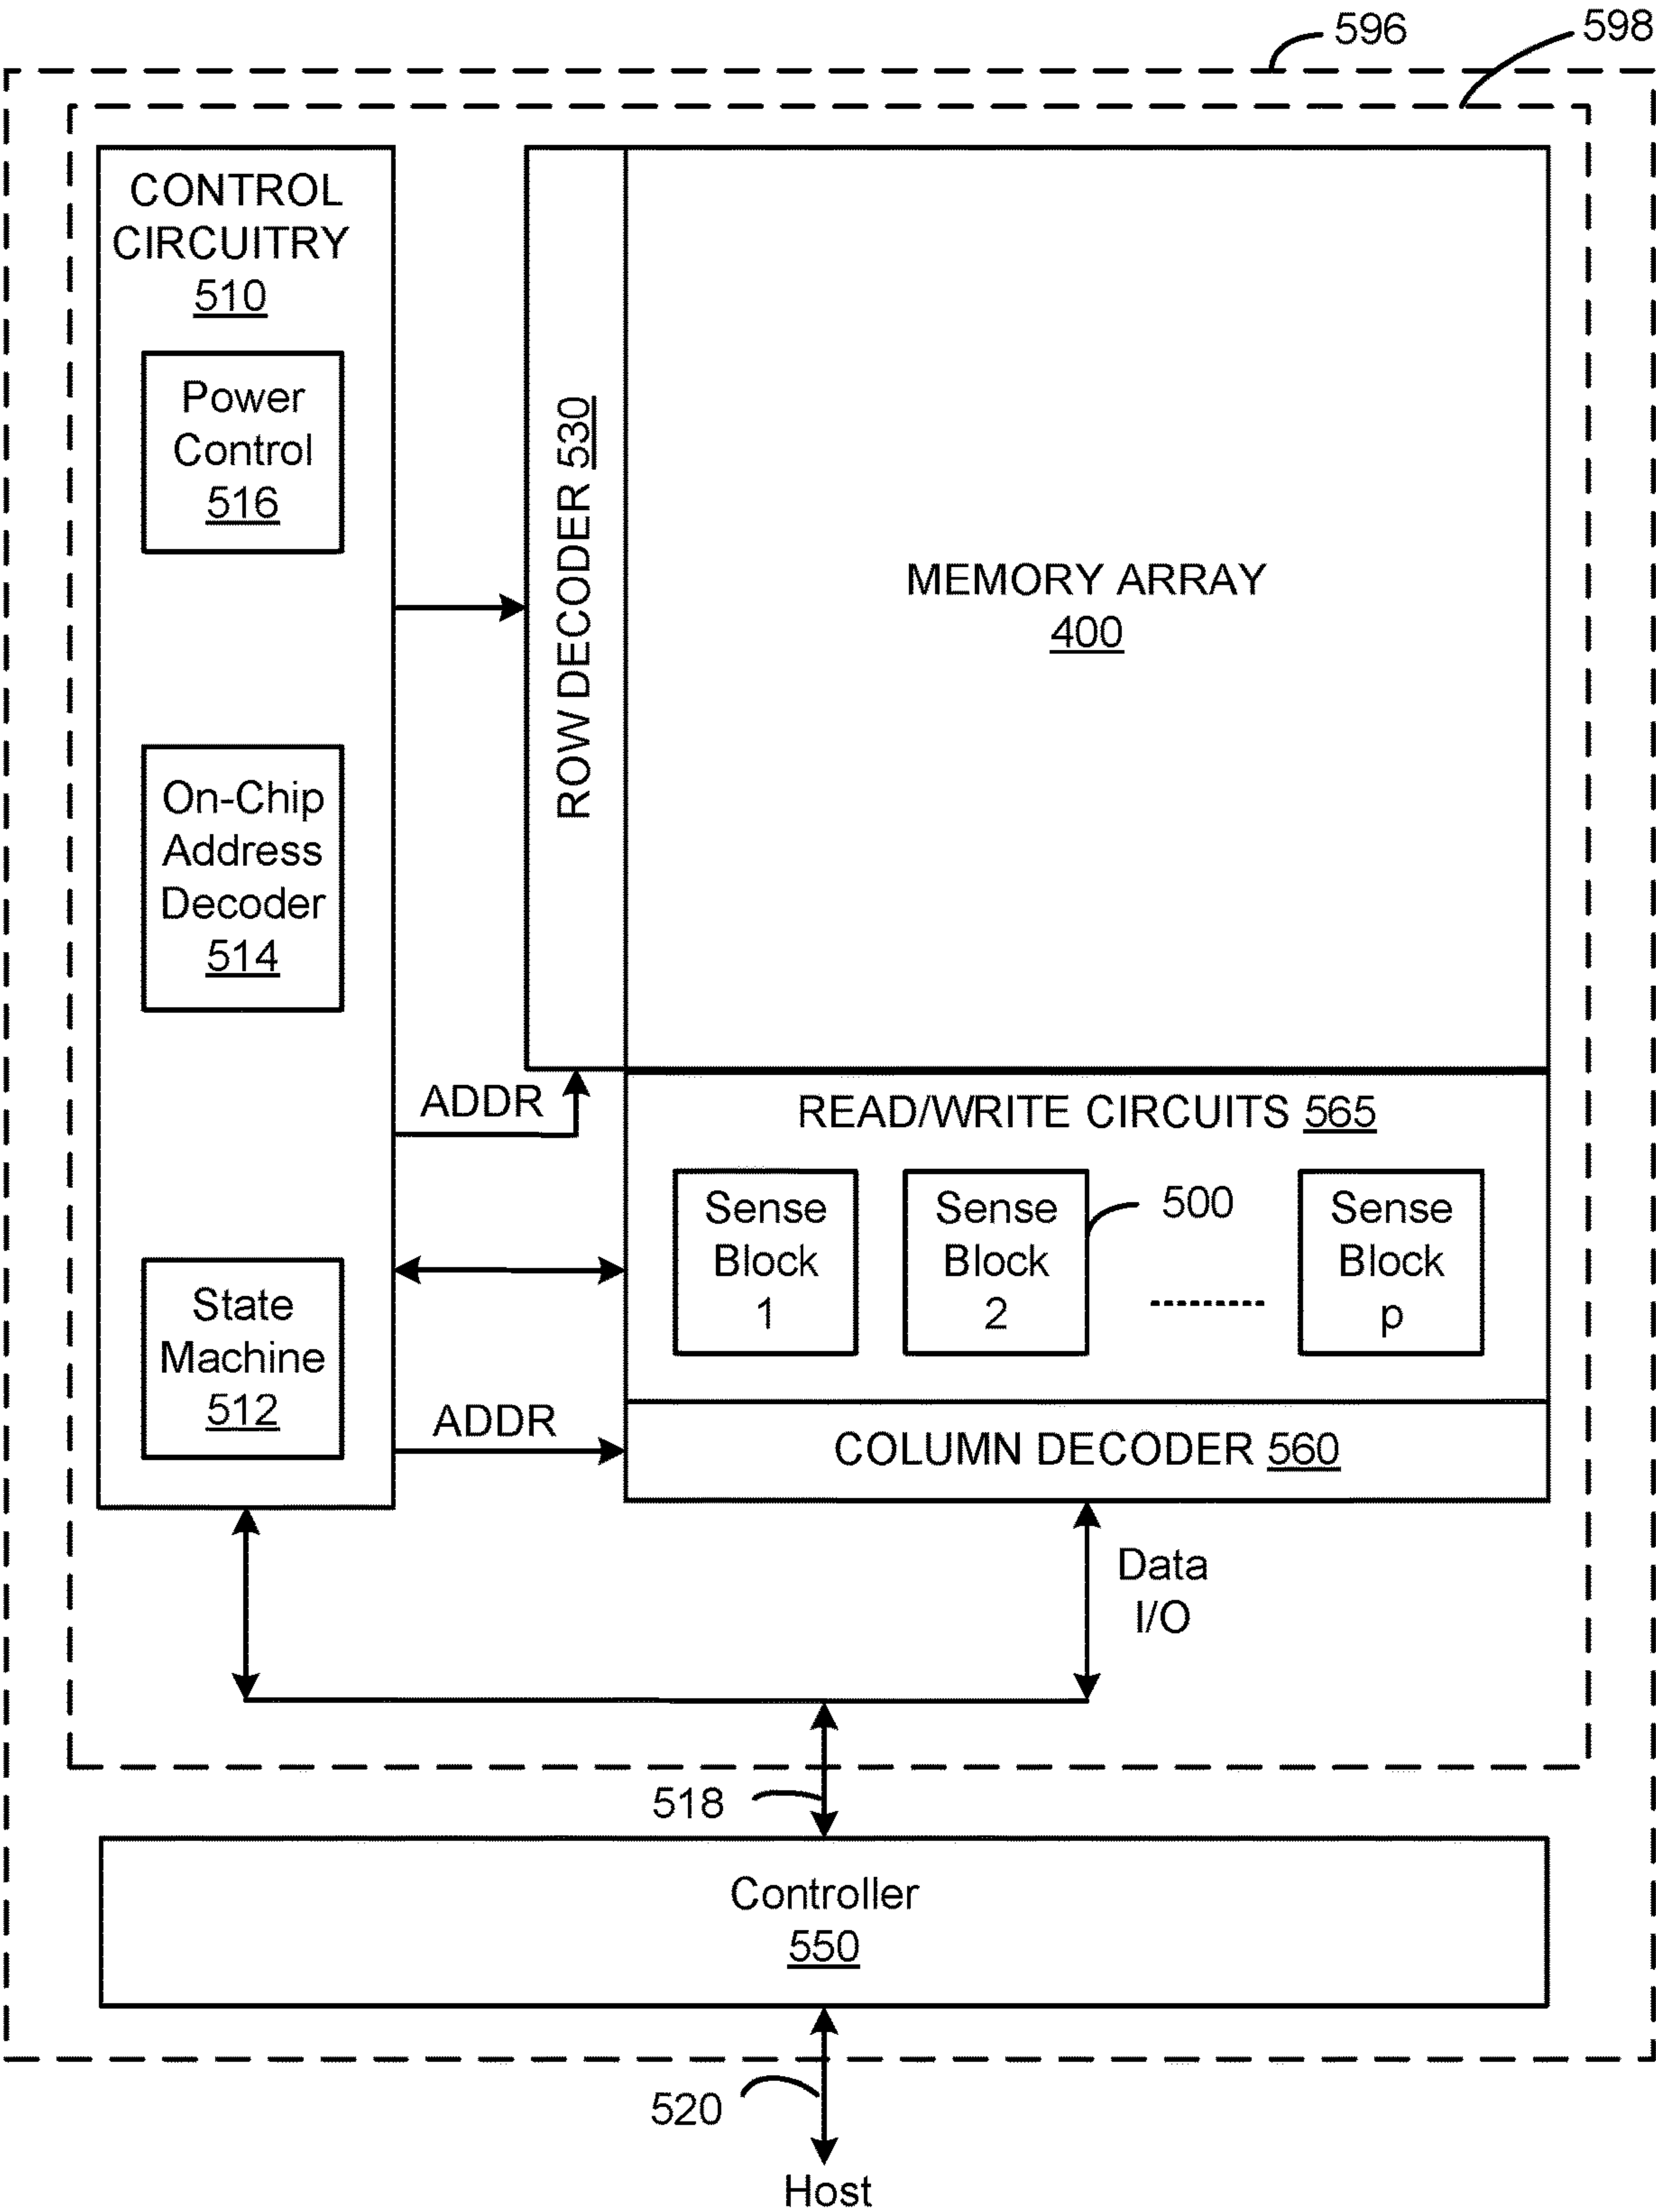 596
598
CONTROL
CIRCUITRY
510
Power
Control
516
On-Chip
Address
Decoder
514
State
Machine
512
ROW DECODER 530
MEMORY ARRAY
400
ADDR
READ/WRITE CIRCUITS 565
Sense
Block
1
Sense
Block
2
500
Sense
Block
p
ADDR
COLUMN DECODER 560
Data
I/O
518
Controller
550
520
Host